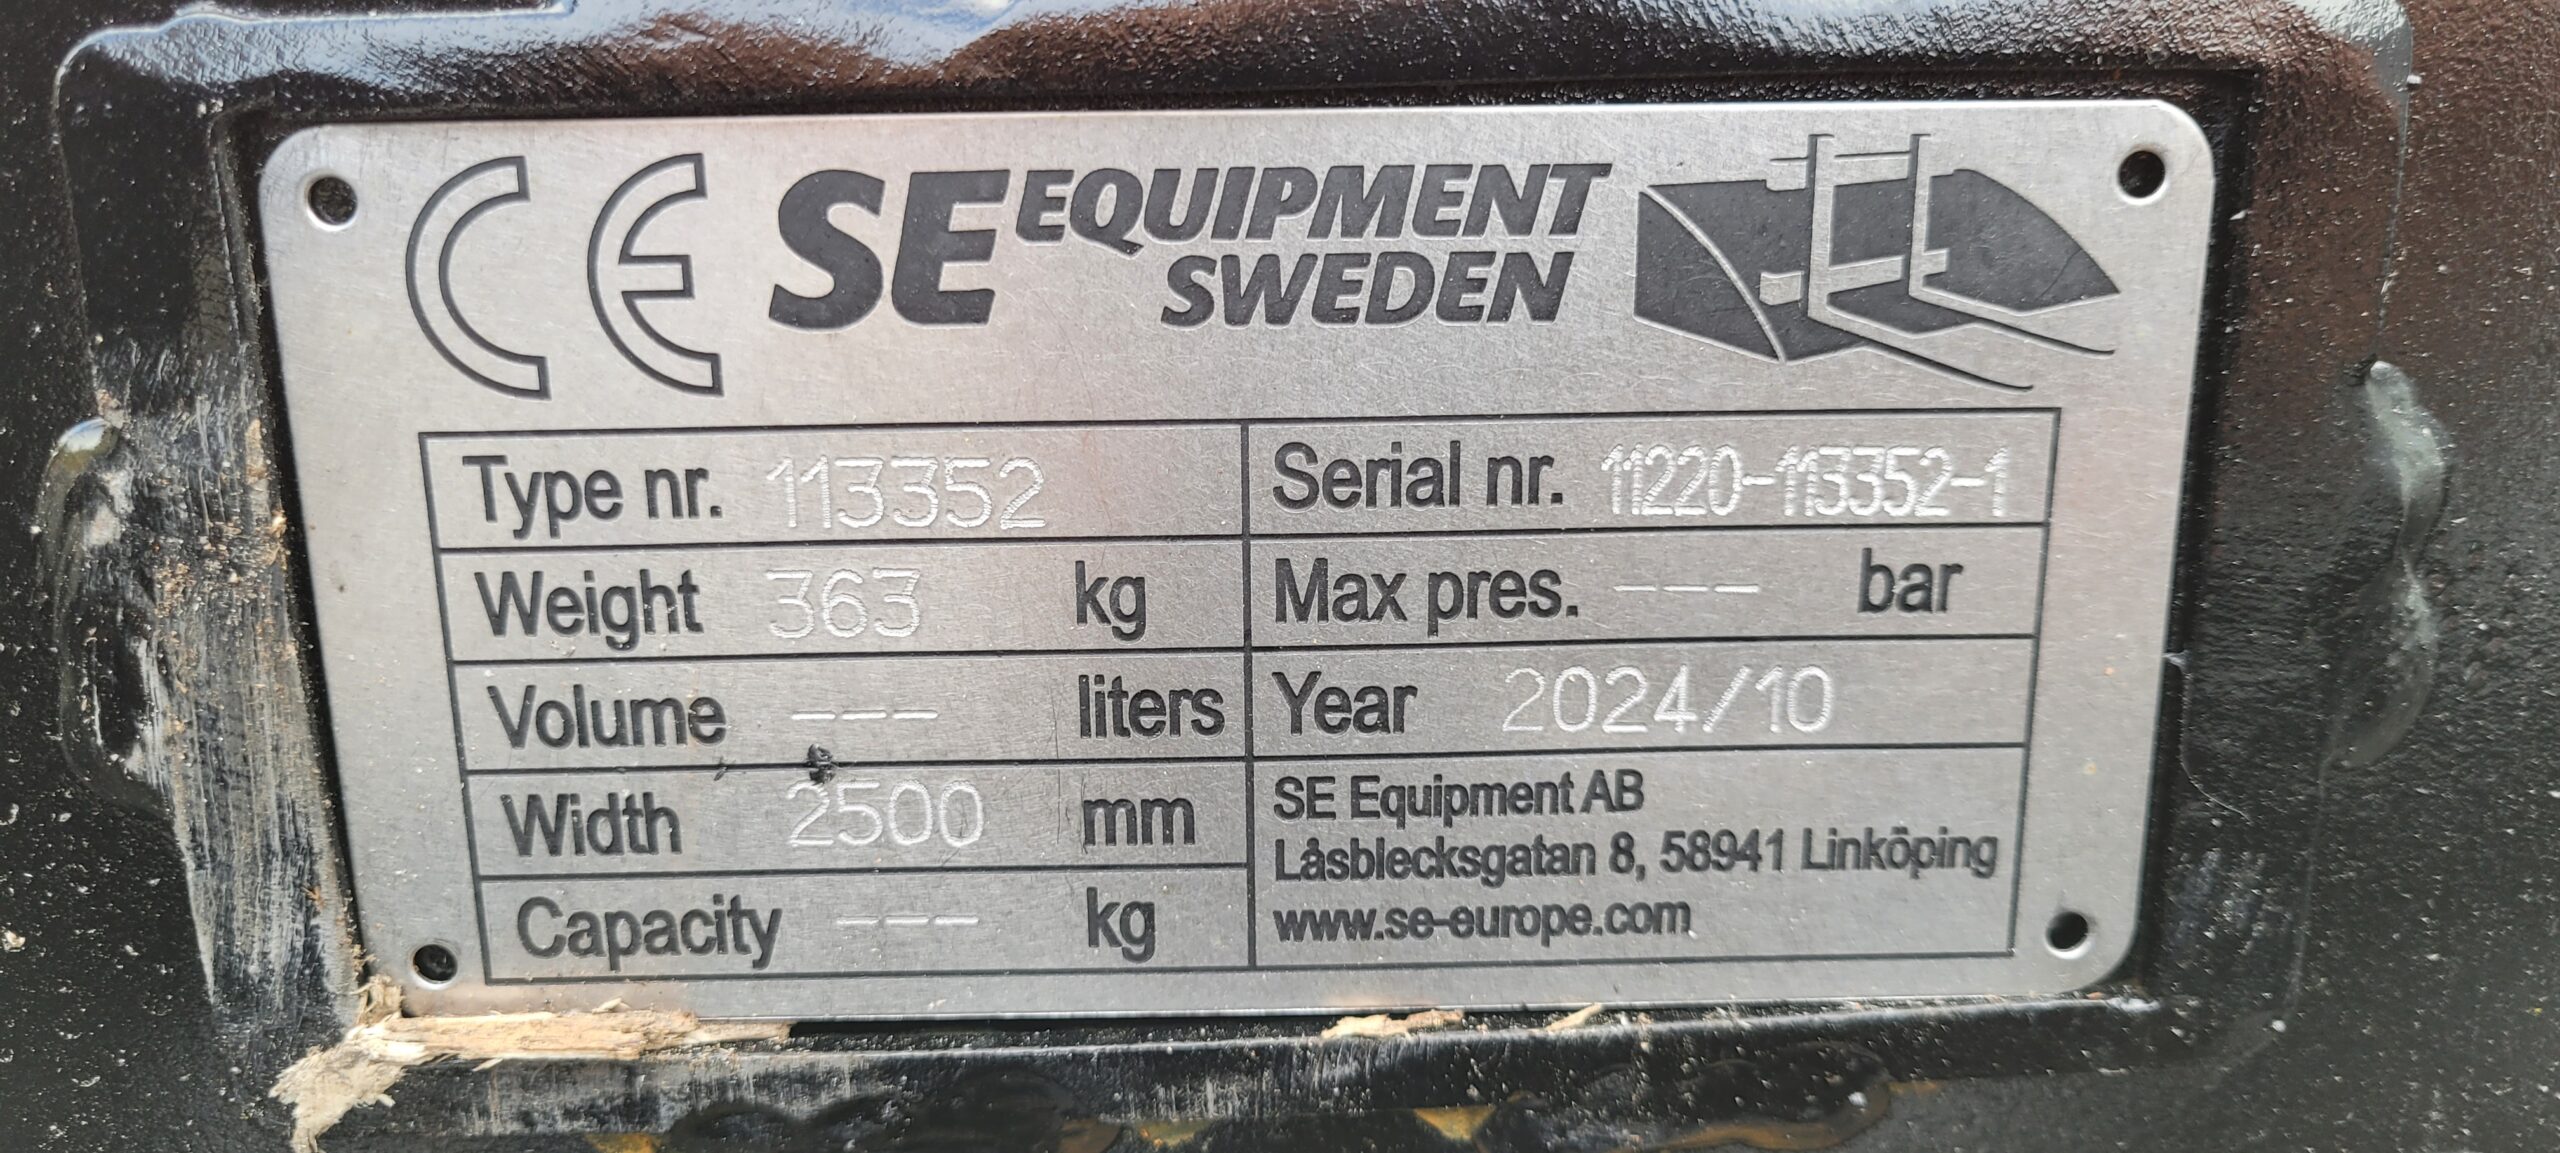 CE SE EQUIPMENT
SWEDEN
Type nr. 113352 Serial nr. 11220-113352-1
Weight 363 kg Max pres. --- bar
Volume --- liters Year 2024/10
Width 2500 mm SE Equipment AB
Låsblecksgatan 8, 58941 Linköping
Capacity --- kg www.se-europe.com